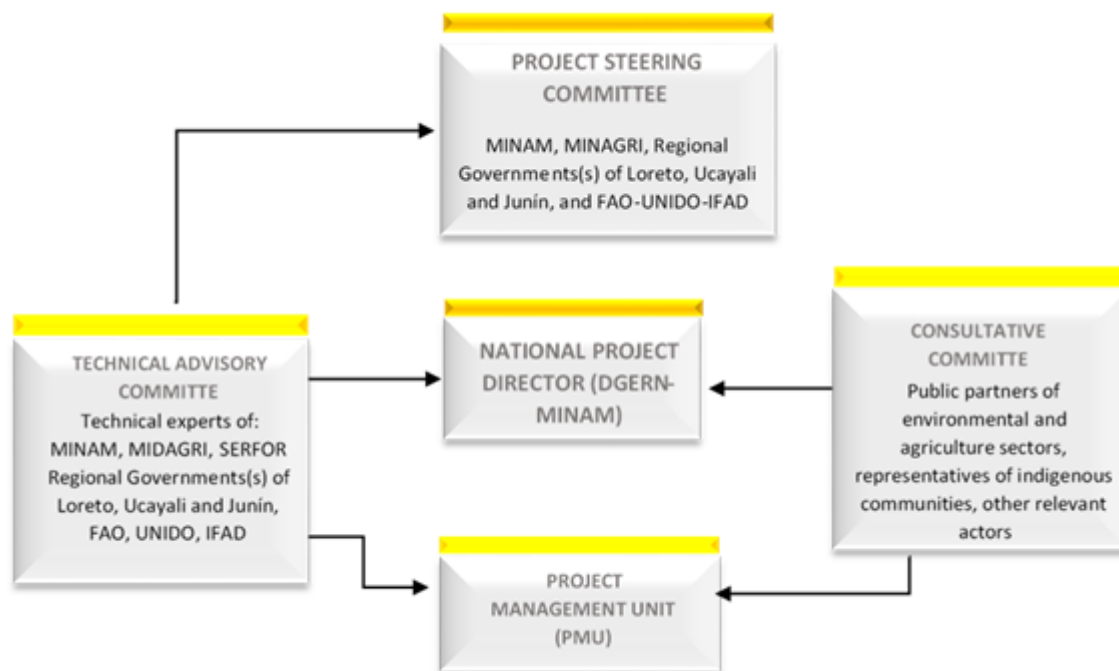 PROJECT STEERING
COMMITTEE
MINAM, MINAGRI, Regional
Governments(s) of Loreto, Ucayali
and Junín, and FAO-UNIDO-IFAD
TECHNICAL ADVISORY
COMMITTE
Technical experts of:
MINAM, MIDAGRI, SERFOR
Regional Governments(s) of
Loreto, Ucayali and Junín,
FAO, UNIDO, IFAD
NATIONAL PROJECT
DIRECTOR (DGERN-
MINAM)
CONSULTATIVE
COMMITTE
Public partners of
environmental and
agriculture sectors,
representatives of indigenous
communities, other relevant
actors
PROJECT
MANAGEMENT UNIT
(PMU)